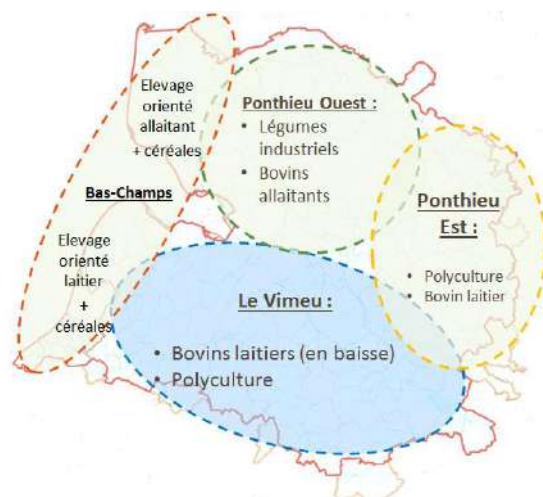 Elevage
orienté
allaitant
+ céréales
Bas-Champs
Elevage
orienté
laitier
+
céréales
Ponthieu Ouest :
• Légumes
industriels
• Bovins
allaitants
Ponthieu
Est :
• Polyculture
• Bovin laitier
Le Vimeu :
• Bovins laitiers (en baisse)
• Polyculture